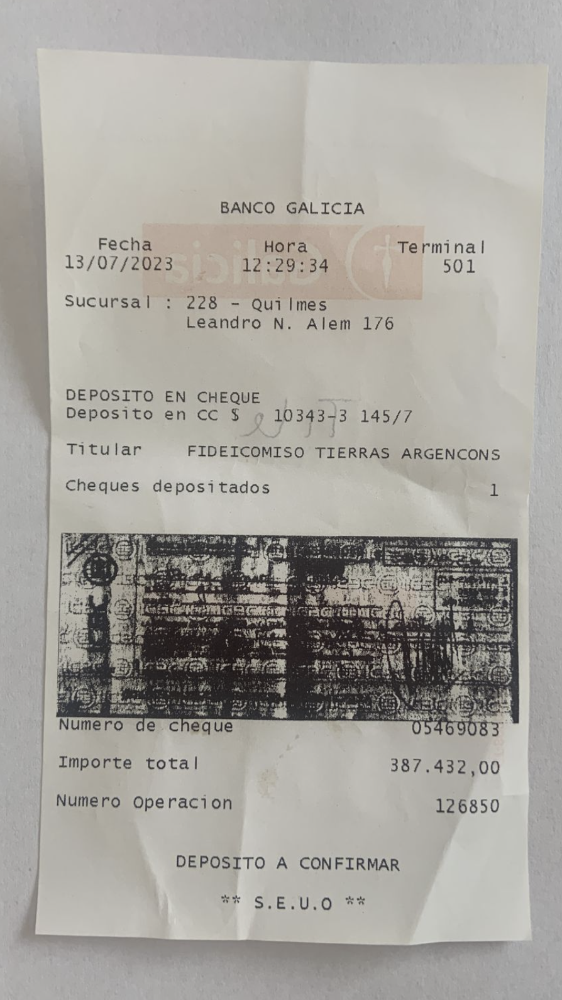 BANCO GALICIA
Fecha Hora Terminal
13/07/2023 12:29:34 501
Sucursal : 228 - Quilmes
Leandro N. Alem 176
DEPOSITO EN CHEQUE
Deposito en CC $ 10343-3 145/7
Titular FIDEICOMISO TIERRAS ARGENCONS
Cheques depositados 1
Numero de cheque 05469083
Importe total 387.432,00
Numero Operacion 126850
DEPOSITO A CONFIRMAR
** S.E.U.O **